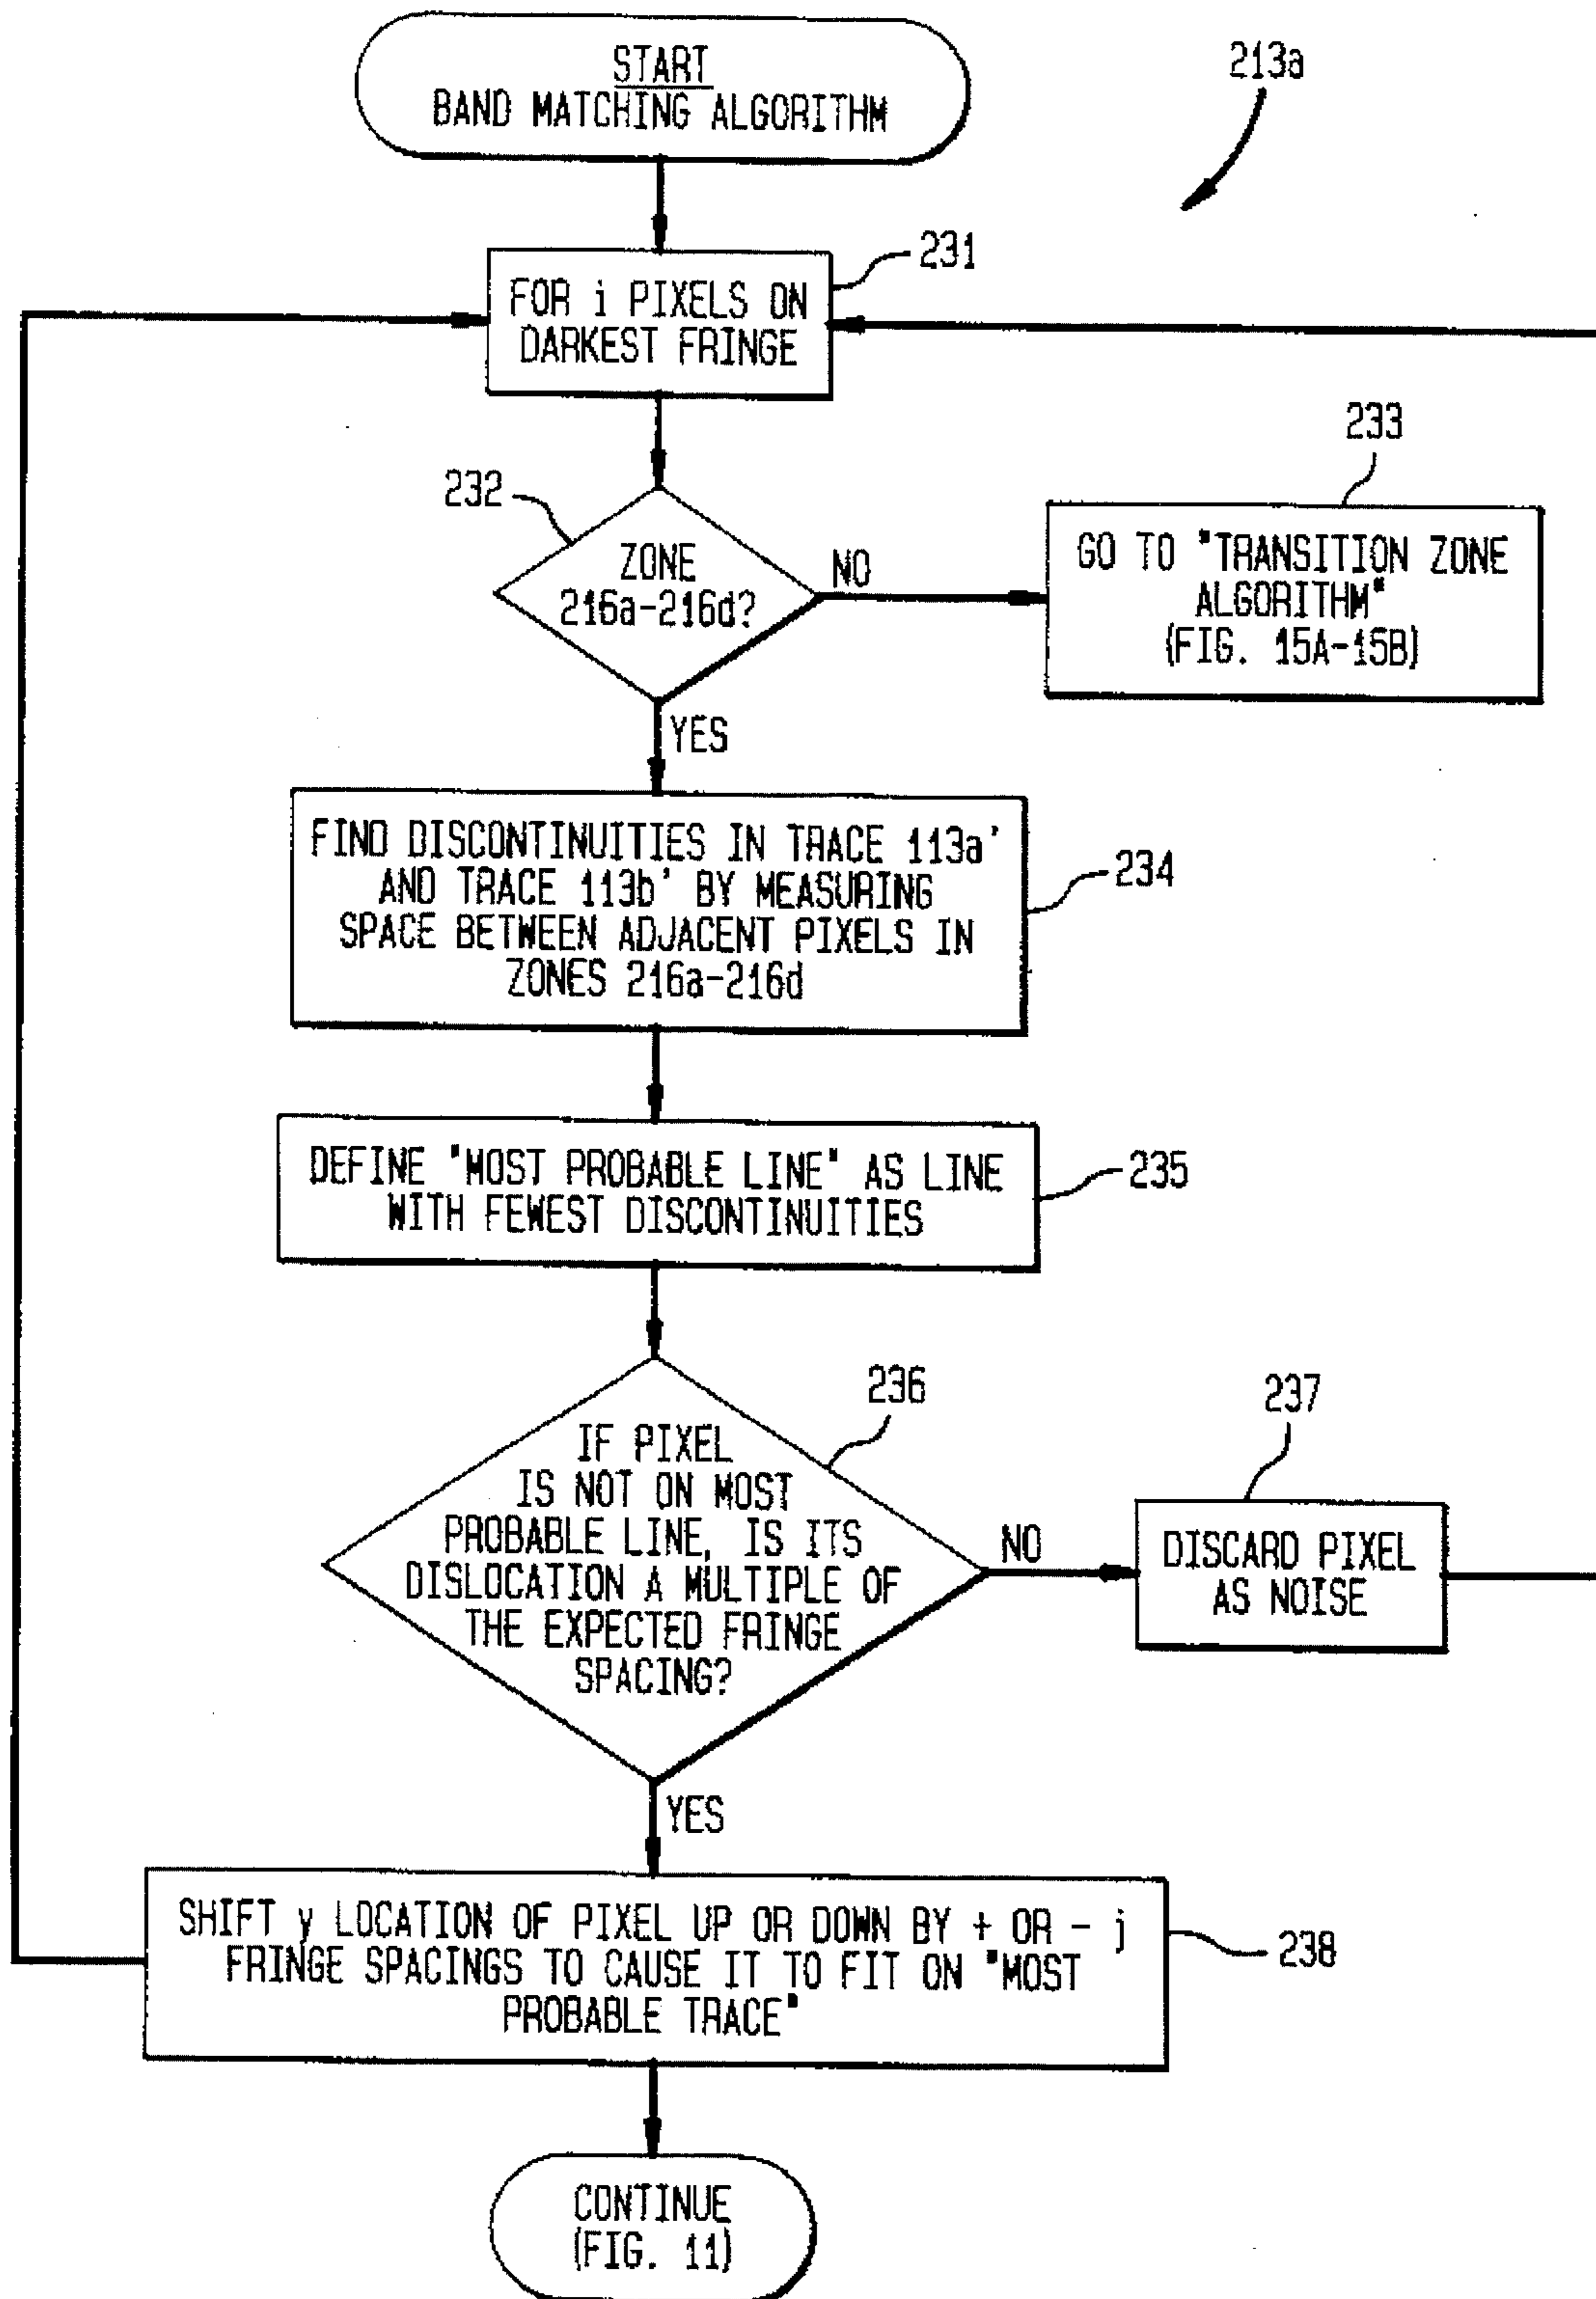 START
BAND MATCHING ALGORITHM
213a
231
FOR i PIXELS ON
DARKEST FRINGE
232
ZONE
216a-216d?
NO
233
GO TO "TRANSITION ZONE
ALGORITHM"
(FIG. 15A-15B)
YES
FIND DISCONTINUITIES IN TRACE 113a'
AND TRACE 113b' BY MEASURING
SPACE BETWEEN ADJACENT PIXELS IN
ZONES 216a-216d
234
DEFINE "MOST PROBABLE LINE" AS LINE
WITH FEWEST DISCONTINUITIES
235
236
IF PIXEL
IS NOT ON MOST
PROBABLE LINE, IS ITS
DISLOCATION A MULTIPLE OF
THE EXPECTED FRINGE
SPACING?
NO
237
DISCARD PIXEL
AS NOISE
YES
SHIFT y LOCATION OF PIXEL UP OR DOWN BY + OR - j
FRINGE SPACINGS TO CAUSE IT TO FIT ON "MOST
PROBABLE TRACE"
238
CONTINUE
(FIG. 11)